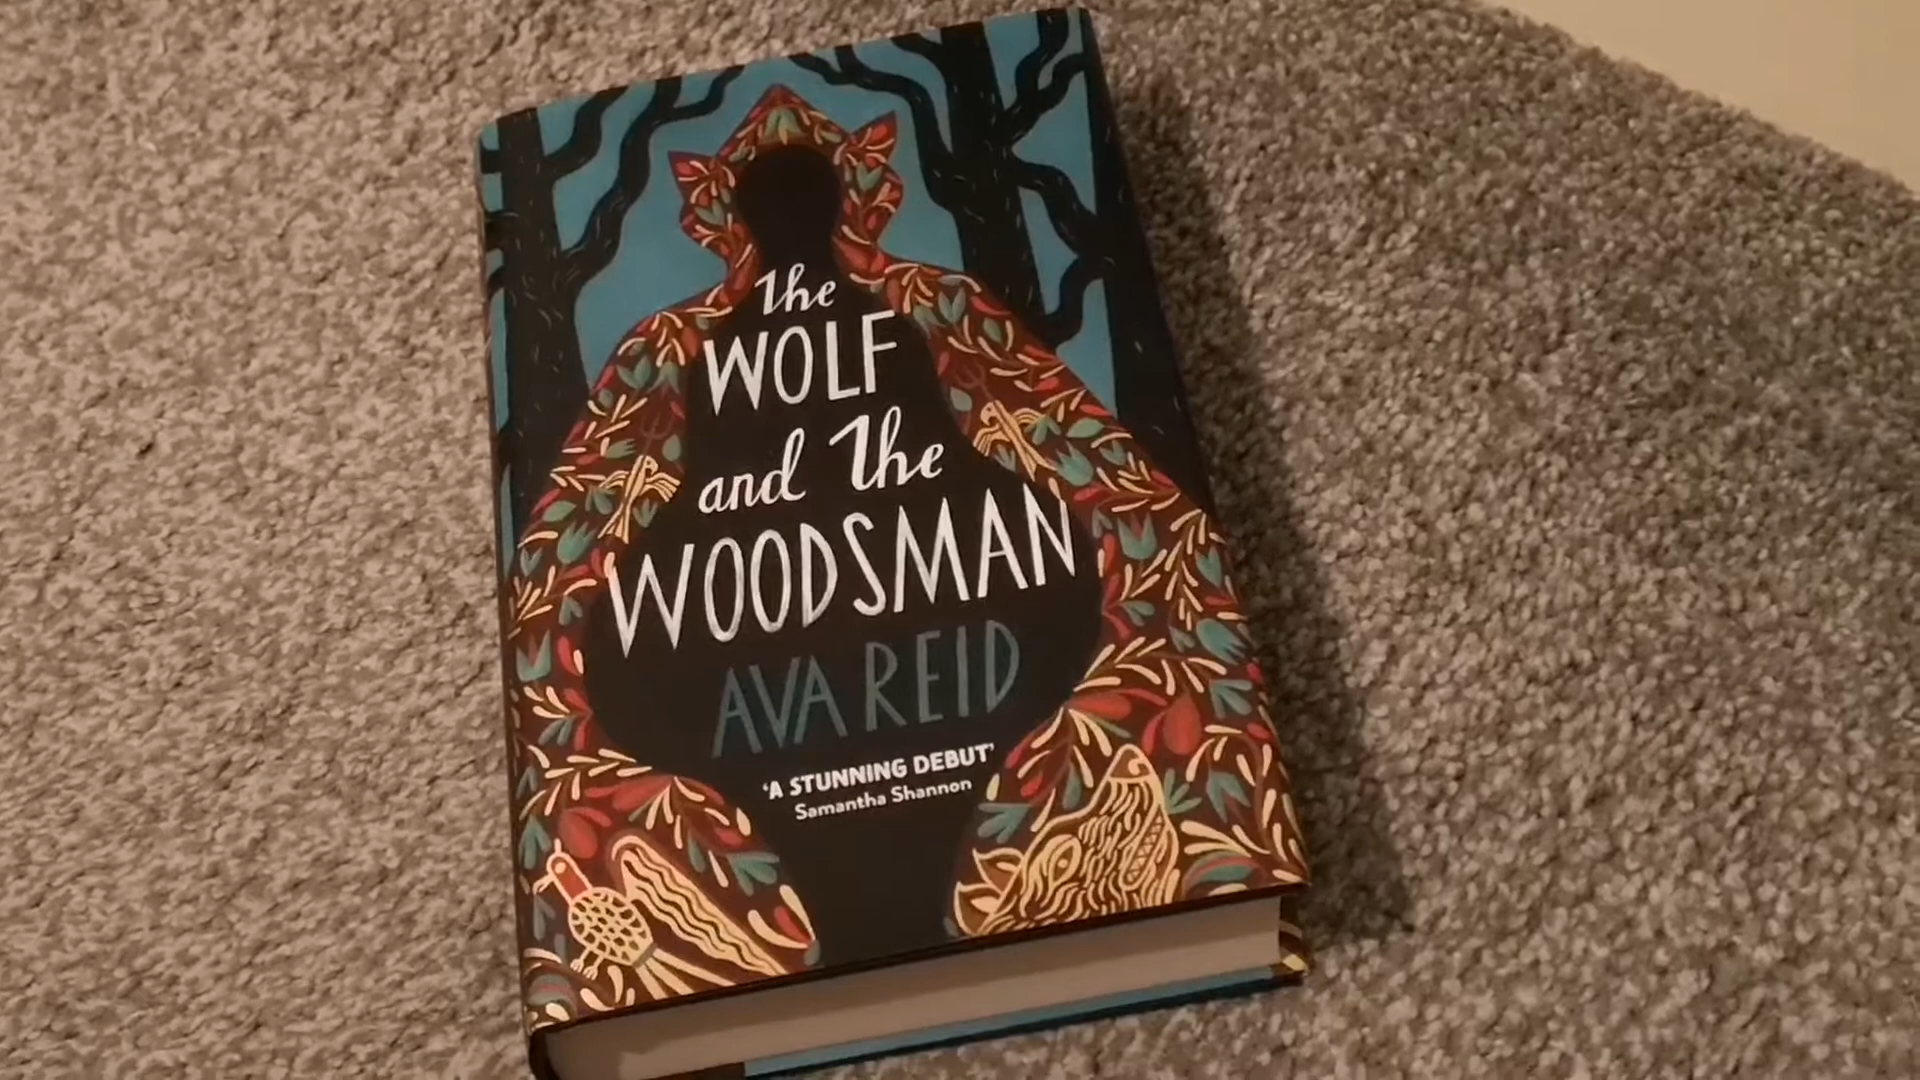 The
WOLF
and The
WOODSMAN
AVA REID
‘A STUNNING DEBUT’
Samantha Shannon